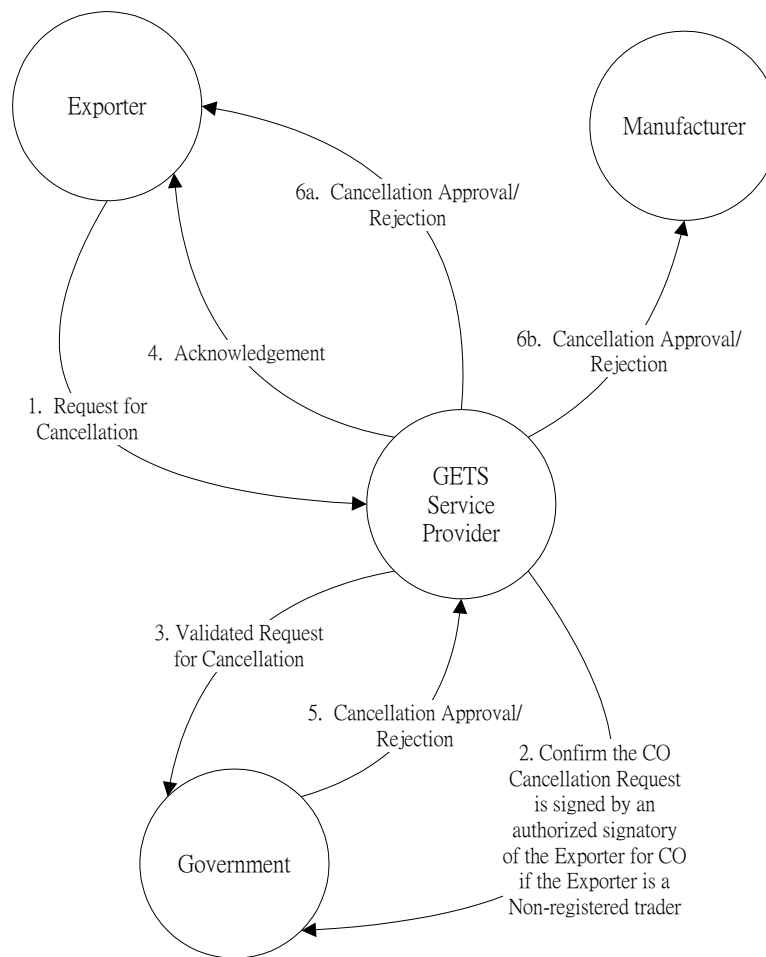 Exporter
Manufacturer
6a. Cancellation Approval/
Rejection
4. Acknowledgement
6b. Cancellation Approval/
Rejection
1. Request for
Cancellation
GETS
Service
Provider
3. Validated Request
for Cancellation
5. Cancellation Approval/
Rejection
2. Confirm the CO
Cancellation Request
is signed by an
authorized signatory
of the Exporter for CO
if the Exporter is a
Non-registered trader
Government